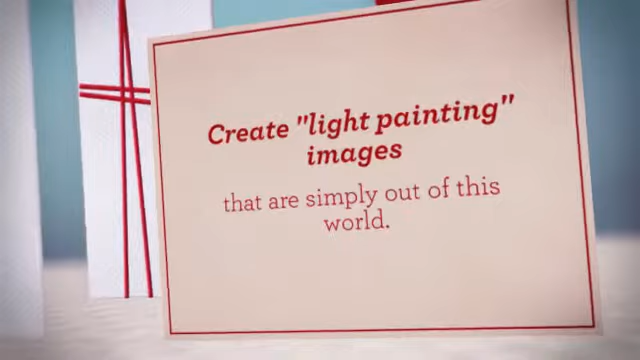 Create "light painting"
images
that are simply out of this
world.